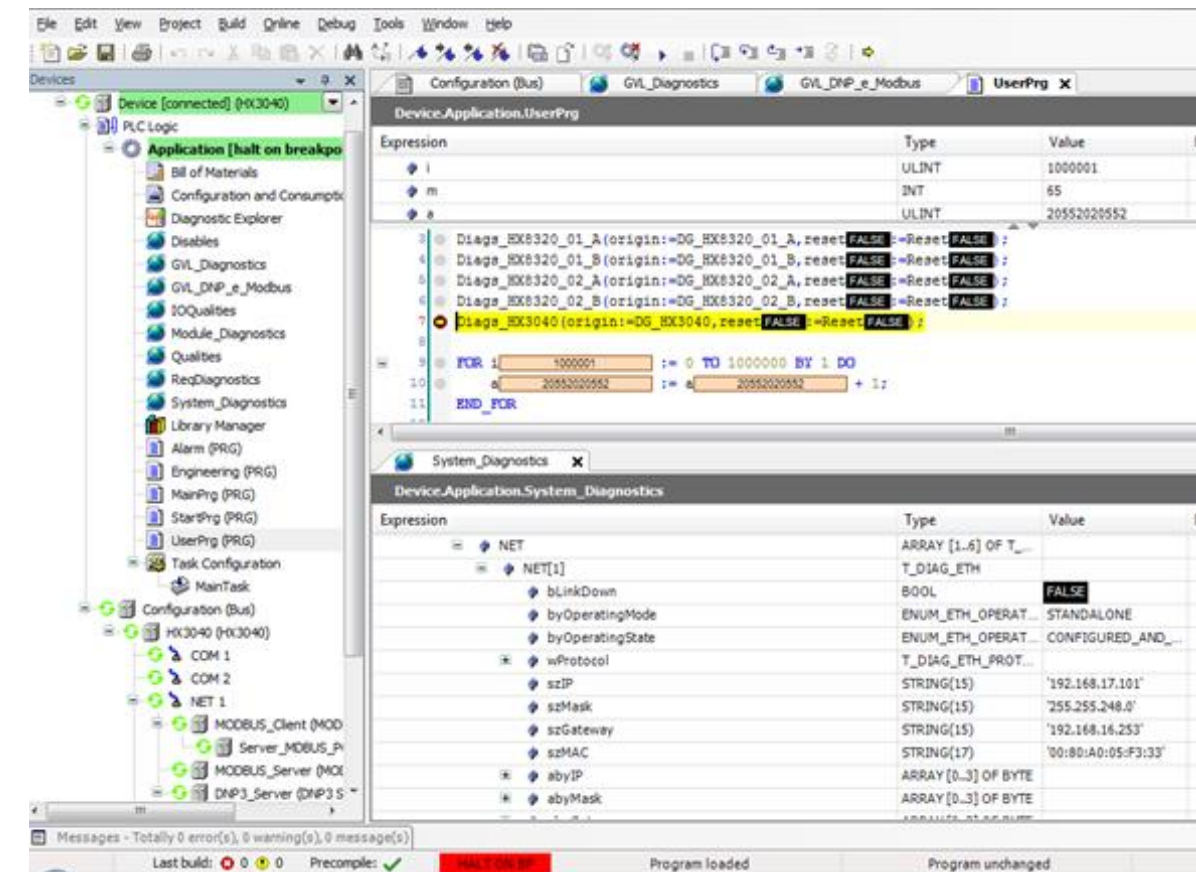 File Edit View Project Build Online Debug Tools Window Help
Devices
Device [connected] (HX3040)
PLC Logic
Application [halt on breakpo
Bill of Materials
Configuration and Consumptic
Diagnostic Explorer
Disables
GVL_Diagnostics
GVL_DNP_e_Modbus
IOQualities
Module_Diagnostics
Qualities
ReqDiagnostics
System_Diagnostics
Library Manager
Alarm (PRG)
Engineering (PRG)
MainPrg (PRG)
StartPrg (PRG)
UserPrg (PRG)
Task Configuration
MainTask
Configuration (Bus)
HX3040 (HX3040)
COM 1
COM 2
NET 1
MODBUS_Client (MOD
Server_MDBUS_P
MODBUS_Server (MOD
DNP3_Server (DNP3 S
Configuration (Bus) GVL_Diagnostics GVL_DNP_e_Modbus UserPrg
Device.Application.UserPrg
Expression Type Value
i ULINT 1000001
m INT 65
a ULINT 20552020552
3 Diags_HX8320_01_A(origin:=DG_HX8320_01_A,reset FALSE :=Reset FALSE );
4 Diags_HX8320_01_B(origin:=DG_HX8320_01_B,reset FALSE :=Reset FALSE );
5 Diags_HX8320_02_A(origin:=DG_HX8320_02_A,reset FALSE :=Reset FALSE );
6 Diags_HX8320_02_B(origin:=DG_HX8320_02_B,reset FALSE :=Reset FALSE );
7 Diags_HX3040(origin:=DG_HX3040,reset FALSE :=Reset FALSE );
8
9 FOR i 1000001 := 0 TO 1000000 BY 1 DO
10 a 20552020552 := a 20552020552 + 1;
11 END_FOR
System_Diagnostics
Device.Application.System_Diagnostics
Expression Type Value
NET ARRAY [1..6] OF T_...
NET[1] T_DIAG_ETH
bLinkDown BOOL FALSE
byOperatingMode ENUM_ETH_OPERAT... STANDALONE
byOperatingState ENUM_ETH_OPERAT... CONFIGURED_AND_...
wProtocol T_DIAG_ETH_PROT...
szIP STRING(15) '192.168.17.101'
szMask STRING(15) '255.255.248.0'
szGateway STRING(15) '192.168.16.253'
szMAC STRING(17) '00:80:A0:05:F3:33'
abyIP ARRAY [0..3] OF BYTE
abyMask ARRAY [0..3] OF BYTE
Messages - Totally 0 error(s), 0 warning(s), 0 message(s)
Last build: 0 0 Precompile: HALT ON BP Program loaded Program unchanged